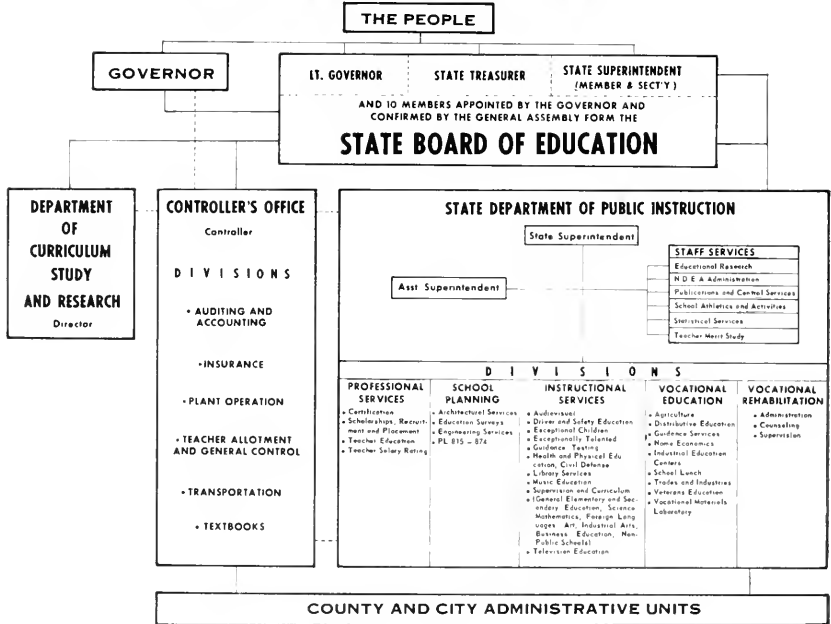 THE PEOPLE
GOVERNOR
LT. GOVERNOR
STATE TREASURER
STATE SUPERINTENDENT
(MEMBER & SECT'Y)
AND 10 MEMBERS APPOINTED BY THE GOVERNOR AND
CONFIRMED BY THE GENERAL ASSEMBLY FORM THE
STATE BOARD OF EDUCATION
DEPARTMENT
OF
CURRICULUM
STUDY
AND RESEARCH
Director
CONTROLLER'S OFFICE
Controller
DIVISIONS
• AUDITING AND
ACCOUNTING
• INSURANCE
• PLANT OPERATION
• TEACHER ALLOTMENT
AND GENERAL CONTROL
• TRANSPORTATION
• TEXTBOOKS
STATE DEPARTMENT OF PUBLIC INSTRUCTION
State Superintendent
Asst Superintendent
STAFF SERVICES
Educational Research
N D E A Administration
Publications and Central Services
School Athletics and Activities
Statistical Services
Teacher Merit Study
DIVISIONS
PROFESSIONAL
SERVICES
• Certification
• Scholarships, Recruit-
ment and Placement
• Teacher Education
• Teacher Salary Rating
SCHOOL
PLANNING
• Architectural Services
• Education Surveys
• Engineering Services
• PL 815 – 874
INSTRUCTIONAL
SERVICES
• Audiovisual
• Driver and Safety Education
• Exceptional Children
• Exceptionally Talented
• Guidance Testing
• Health and Physical Edu
cation, Civil Defense
• Library Services
• Music Education
• Supervision and Curriculum
(General Elementary and Sec-
ondary Education, Science
Mathematics, Foreign Lang
uages Art, Industrial Arts,
Business Education, Non-
Public Schools)
• Television Education
VOCATIONAL
EDUCATION
• Agriculture
• Distributive Education
• Guidance Services
• Home Economics
• Industrial Education
Centers
• School Lunch
• Trades and Industries
• Veterans Education
• Vocational Materials
Laboratory
VOCATIONAL
REHABILITATION
• Administration
• Counseling
• Supervision
COUNTY AND CITY ADMINISTRATIVE UNITS